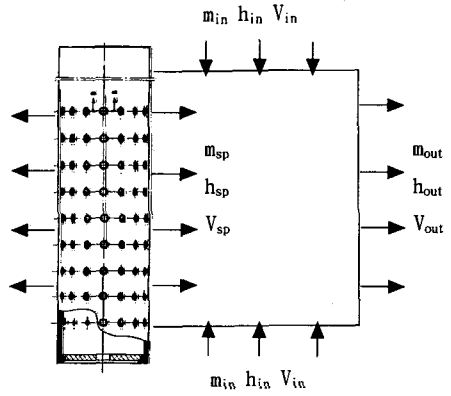 m_in h_in V_in
m_sp
h_sp
V_sp
m_out
h_out
V_out
m_in h_in V_in